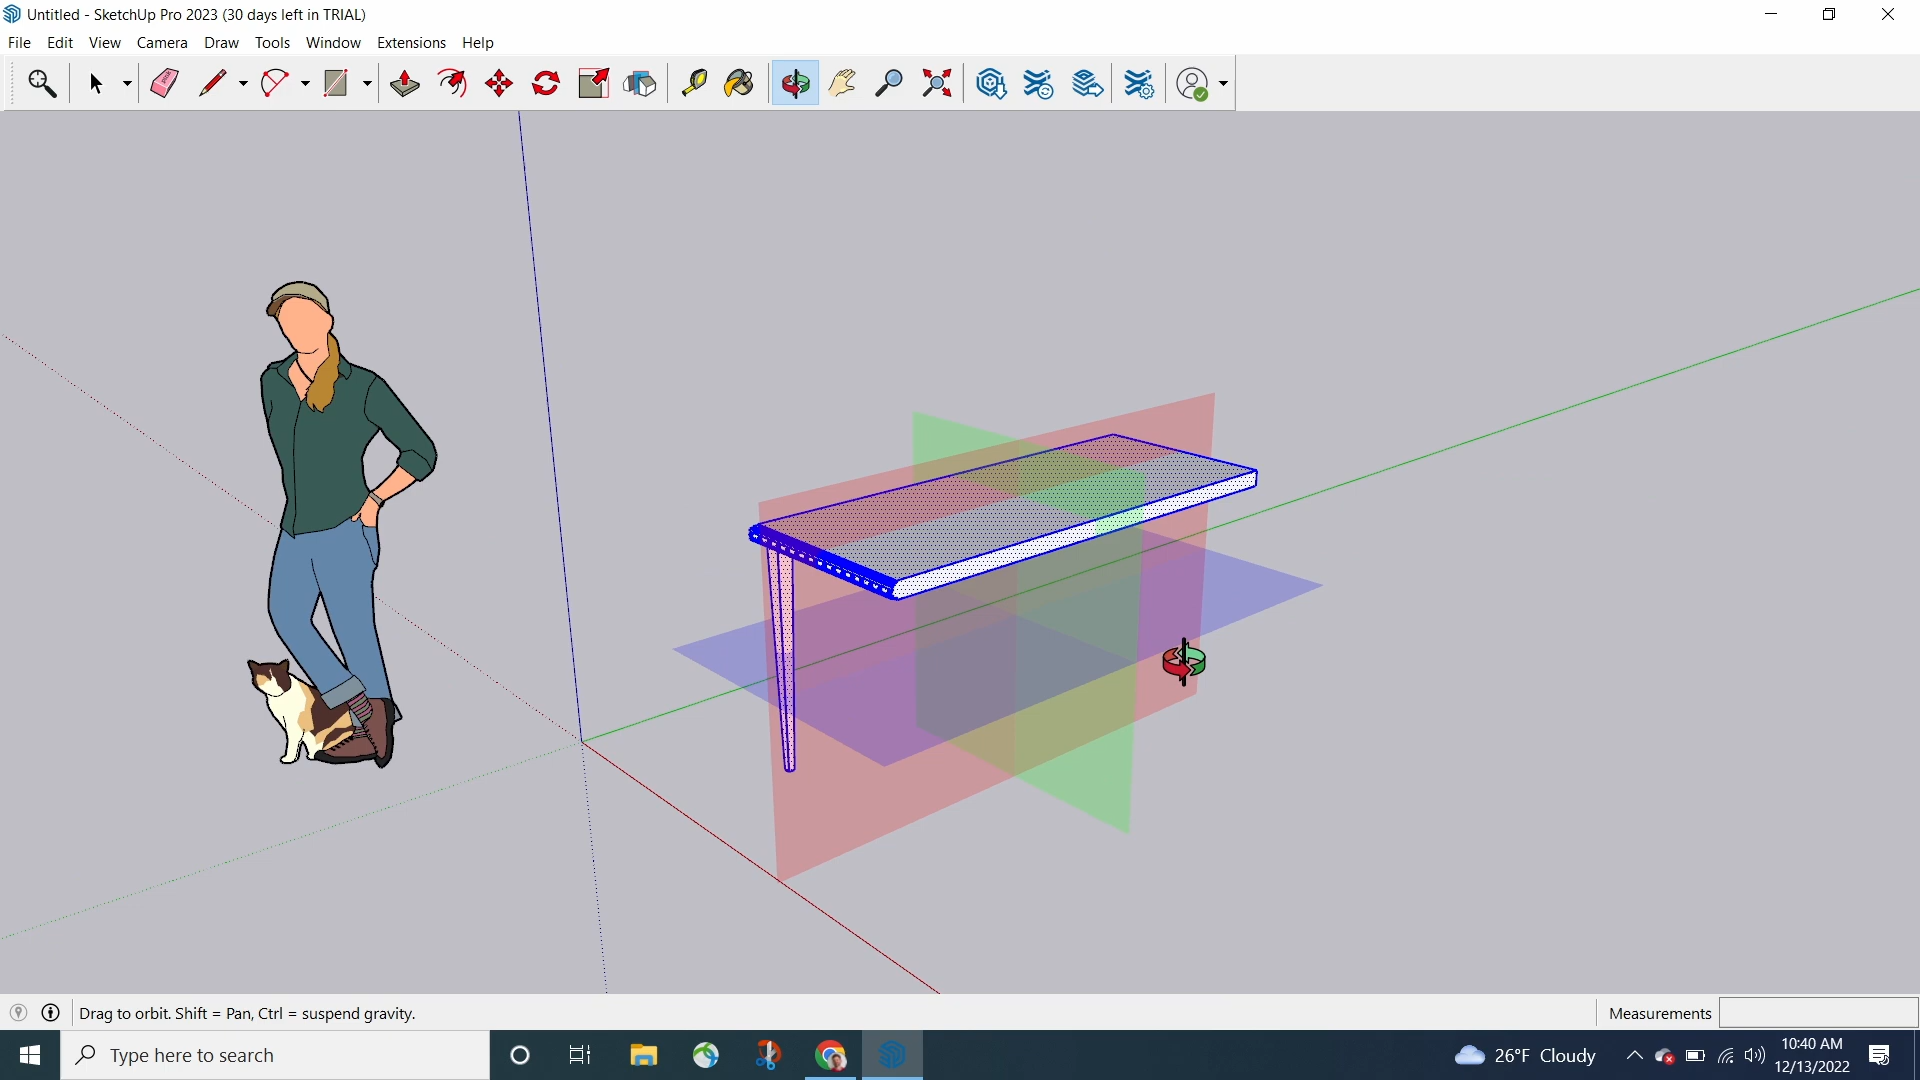 Untitled - SketchUp Pro 2023 (30 days left in TRIAL)
File Edit View Camera Draw Tools Window Extensions Help
Drag to orbit. Shift = Pan, Ctrl = suspend gravity.
Measurements
Type here to search
26°F Cloudy
10:40 AM
12/13/2022